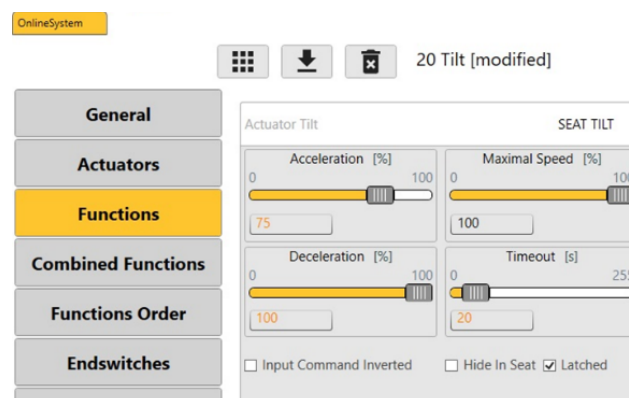 OnlineSystem
20 Tilt [modified]
General
Actuators
Functions
Combined Functions
Functions Order
Endswitches
Actuator Tilt SEAT TILT
Acceleration [%]
0 100
75
Maximal Speed [%]
0 100
100
Deceleration [%]
0 100
100
Timeout [s]
0 255
20
Input Command Inverted Hide In Seat Latched